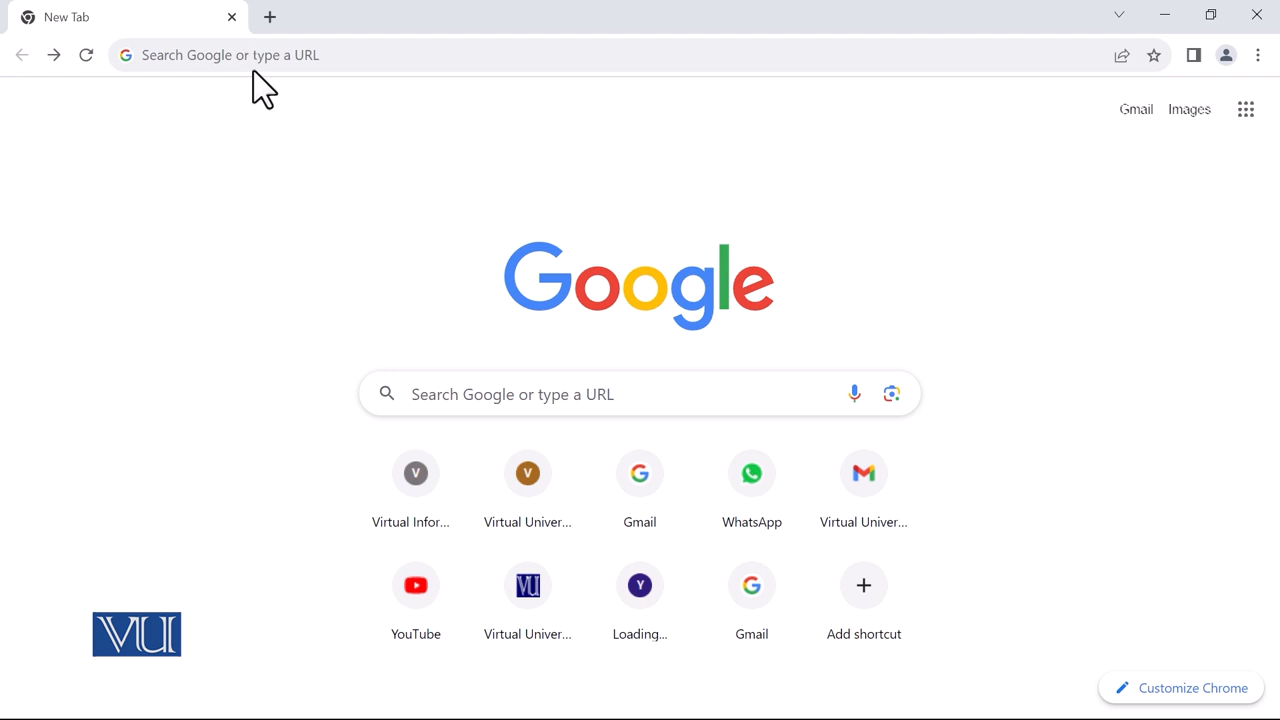 New Tab
Search Google or type a URL
Gmail Images
Google
Search Google or type a URL
V V
Virtual Infor... Virtual Univer... Gmail WhatsApp Virtual Univer...
VU Y
YouTube Virtual Univer... Loading... Gmail Add shortcut
VU
Customize Chrome